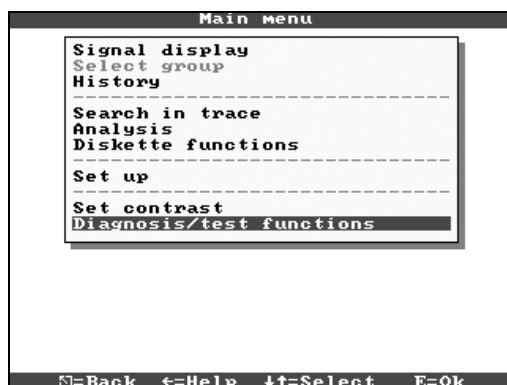 Main menu
Signal display
Select group
History
Search in trace
Analysis
Diskette functions
Set up
Set contrast
Diagnosis/test functions
⇱=Back ←=Help ↓↑=Select E=Ok